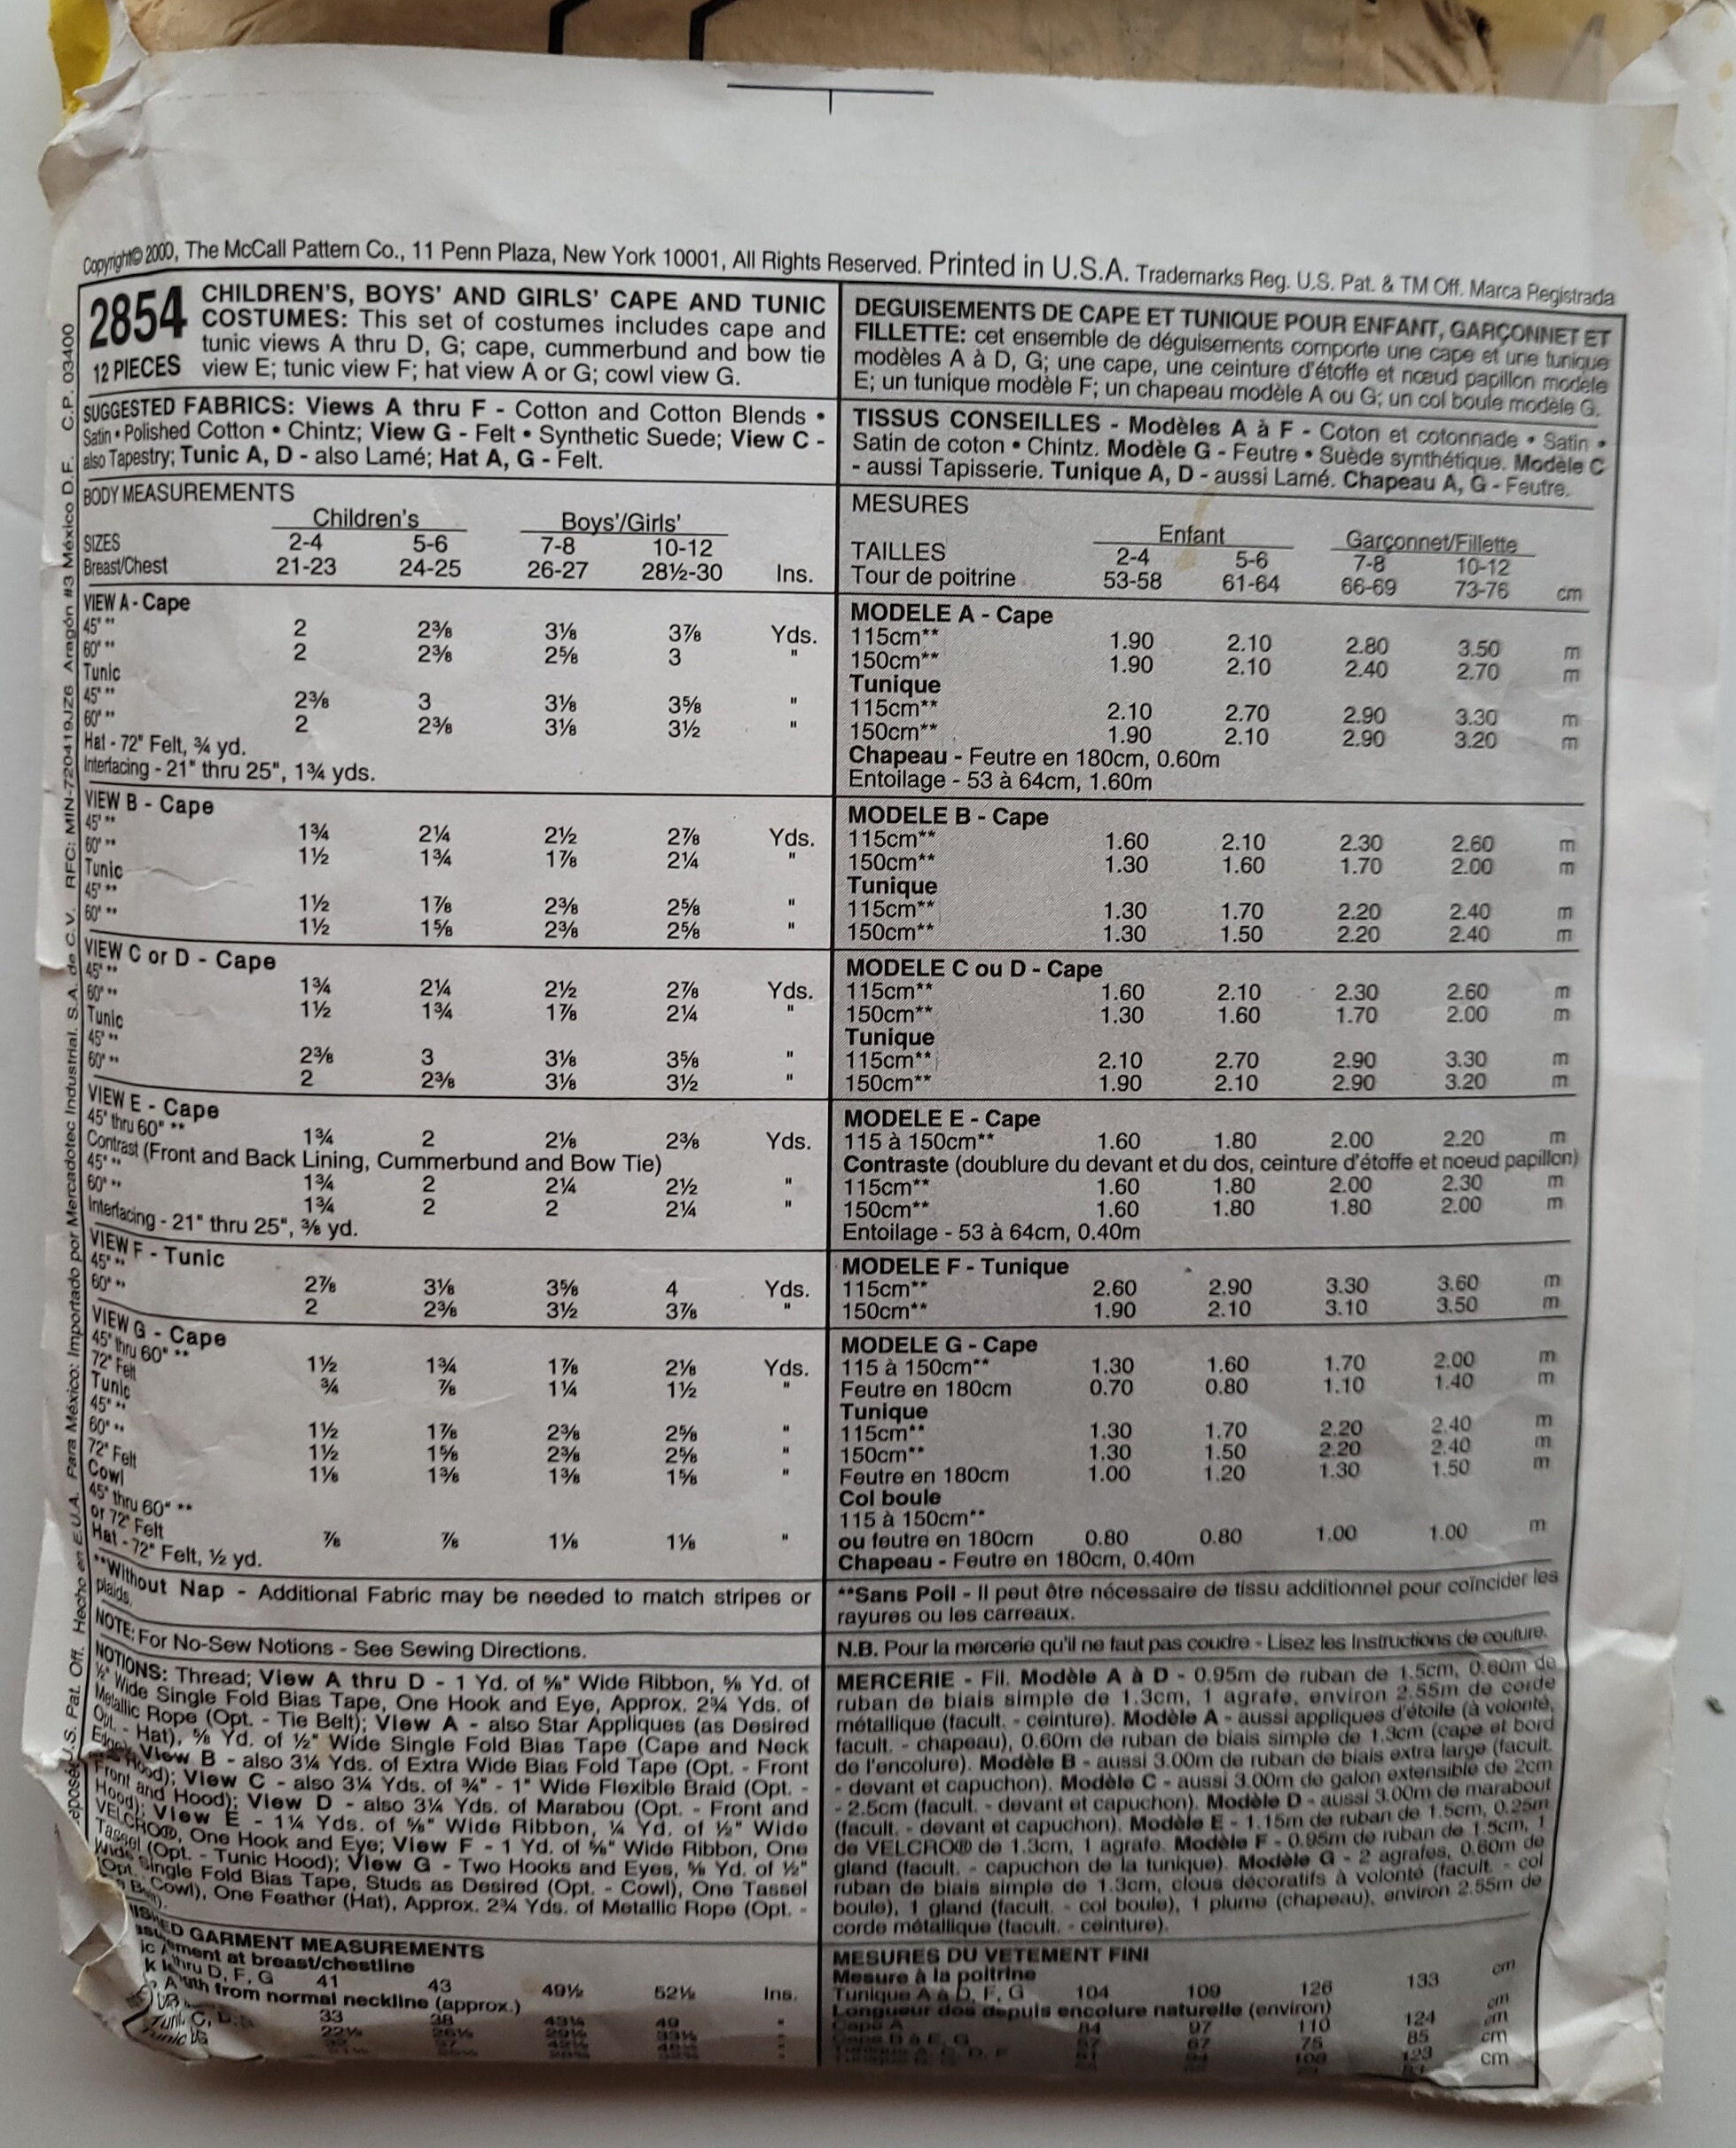 Copyright© 2000, The McCall Pattern Co., 11 Penn Plaza, New York 10001, All Rights Reserved. Printed in U.S.A. Trademarks Reg. U.S. Pat. & TM Off. Marca Registrada
2854
12 PIECES
CHILDREN'S, BOYS' AND GIRLS' CAPE AND TUNIC
COSTUMES: This set of costumes includes cape and
tunic views A thru D, G; cape, cummerbund and bow tie
view E; tunic view F; hat view A or G; cowl view G.
SUGGESTED FABRICS: Views A thru F - Cotton and Cotton Blends •
Satin • Polished Cotton • Chintz; View G - Felt • Synthetic Suede; View C -
also Tapestry; Tunic A, D - also Lamé; Hat A, G - Felt.
BODY MEASUREMENTS
Children's Boys'/Girls'
SIZES 2-4 5-6 7-8 10-12
Breast/Chest 21-23 24-25 26-27 28½-30 Ins.
VIEW A - Cape
45" ** 2 2⅜ 3⅛ 3⅞ Yds.
60" ** 2 2⅜ 2⅝ 3 "
Tunic
45" ** 2⅜ 3 3⅛ 3⅝ "
60" ** 2 2⅜ 3⅛ 3½ "
Hat - 72" Felt, ¾ yd.
Interfacing - 21" thru 25", 1¾ yds.
VIEW B - Cape
45" ** 1¾ 2¼ 2½ 2⅞ Yds.
60" ** 1½ 1¾ 1⅞ 2¼ "
Tunic
45" ** 1½ 1⅞ 2⅜ 2⅝ "
60" ** 1½ 1⅝ 2⅜ 2⅝ "
VIEW C or D - Cape
45" ** 1¾ 2¼ 2½ 2⅞ Yds.
60" ** 1½ 1¾ 1⅞ 2¼ "
Tunic
45" ** 2⅜ 3 3⅛ 3⅝ "
60" ** 2 2⅜ 3⅛ 3½ "
VIEW E - Cape
45" thru 60" ** 1¾ 2 2⅛ 2⅜ Yds.
Contrast (Front and Back Lining, Cummerbund and Bow Tie)
45" ** 1¾ 2 2¼ 2½ "
60" ** 1¾ 2 2 2¼ "
Interfacing - 21" thru 25", ⅜ yd.
VIEW F - Tunic
45" ** 2⅞ 3⅛ 3⅝ 4 Yds.
60" ** 2 2⅜ 3½ 3⅞ "
VIEW G - Cape
45" thru 60" ** 1½ 1¾ 1⅞ 2⅛ Yds.
72" Felt ¾ ⅞ 1¼ 1½ "
Tunic
45" ** 1½ 1⅞ 2⅜ 2⅝ "
60" ** 1½ 1⅝ 2⅜ 2⅝ "
72" Felt 1⅛ 1⅜ 1⅜ 1⅝ "
Cowl
45" thru 60" **
or 72" Felt ⅞ ⅞ 1⅛ 1⅛ "
Hat - 72" Felt, ½ yd.
**Without Nap - Additional Fabric may be needed to match stripes or
plaids.
NOTE: For No-Sew Notions - See Sewing Directions.
NOTIONS: Thread; View A thru D - 1 Yd. of ⅝" Wide Ribbon, ⅝ Yd. of
½" Wide Single Fold Bias Tape, One Hook and Eye, Approx. 2¾ Yds. of
Metallic Rope (Opt. - Tie Belt); View A - also Star Appliques (as Desired
Opt. - Hat), ⅝ Yd. of ½" Wide Single Fold Bias Tape (Cape and Neck
Edge); View B - also 3¼ Yds. of Extra Wide Bias Fold Tape (Opt. - Front
Hood); View C - also 3¼ Yds. of ¾" - 1" Wide Flexible Braid (Opt. -
Front and Hood); View D - also 3¼ Yds. of Marabou (Opt. - Front and
Hood); View E - 1¼ Yds. of ⅝" Wide Ribbon, ¼ Yd. of ½" Wide
VELCRO®, One Hook and Eye; View F - 1 Yd. of ⅝" Wide Ribbon, One
Tassel (Opt. - Tunic Hood); View G - Two Hooks and Eyes, ⅝ Yd. of ½"
Wide Single Fold Bias Tape, Studs as Desired (Opt. - Cowl), One Tassel
(Opt. Cowl), One Feather (Hat), Approx. 2¾ Yds. of Metallic Rope (Opt. -
Belt).
GARMENT MEASUREMENTS
at breast/chestline
thru D, F, G 41 43 49½ 52½ Ins.
from normal neckline (approx.)
33 38 43¼ 49 "
DEGUISEMENTS DE CAPE ET TUNIQUE POUR ENFANT, GARÇONNET ET
FILLETTE: cet ensemble de déguisements comporte une cape et une tunique
modèles A à D, G; une cape, une ceinture d'étoffe et nœud papillon modèle
E; un tunique modèle F; un chapeau modèle A ou G; un col boule modèle G.
TISSUS CONSEILLES - Modèles A à F - Coton et cotonnade • Satin •
Satin de coton • Chintz. Modèle G - Feutre • Suède synthétique. Modèle C
- aussi Tapisserie. Tunique A, D - aussi Lamé. Chapeau A, G - Feutre.
MESURES
Enfant Garçonnet/Fillette
TAILLES 2-4 5-6 7-8 10-12
Tour de poitrine 53-58 61-64 66-69 73-76 cm
MODELE A - Cape
115cm** 1.90 2.10 2.80 3.50 m
150cm** 1.90 2.10 2.40 2.70 m
Tunique
115cm** 2.10 2.70 2.90 3.30 m
150cm** 1.90 2.10 2.90 3.20 m
Chapeau - Feutre en 180cm, 0.60m
Entoilage - 53 à 64cm, 1.60m
MODELE B - Cape
115cm** 1.60 2.10 2.30 2.60 m
150cm** 1.30 1.60 1.70 2.00 m
Tunique
115cm** 1.30 1.70 2.20 2.40 m
150cm** 1.30 1.50 2.20 2.40 m
MODELE C ou D - Cape
115cm** 1.60 2.10 2.30 2.60 m
150cm** 1.30 1.60 1.70 2.00 m
Tunique
115cm** 2.10 2.70 2.90 3.30 m
150cm** 1.90 2.10 2.90 3.20 m
MODELE E - Cape
115 à 150cm** 1.60 1.80 2.00 2.20 m
Contraste (doublure du devant et du dos, ceinture d'étoffe et noeud papillon)
115cm** 1.60 1.80 2.00 2.30 m
150cm** 1.60 1.80 1.80 2.00 m
Entoilage - 53 à 64cm, 0.40m
MODELE F - Tunique
115cm** 2.60 2.90 3.30 3.60 m
150cm** 1.90 2.10 3.10 3.50 m
MODELE G - Cape
115 à 150cm** 1.30 1.60 1.70 2.00 m
Feutre en 180cm 0.70 0.80 1.10 1.40 m
Tunique
115cm** 1.30 1.70 2.20 2.40 m
150cm** 1.30 1.50 2.20 2.40 m
Feutre en 180cm 1.00 1.20 1.30 1.50 m
Col boule
115 à 150cm**
ou feutre en 180cm 0.80 0.80 1.00 1.00 m
Chapeau - Feutre en 180cm, 0.40m
**Sans Poil - Il peut être nécessaire de tissu additionnel pour coïncider les
rayures ou les carreaux.
N.B. Pour la mercerie qu'il ne faut pas coudre - Lisez les Instructions de couture.
MERCERIE - Fil. Modèle A à D - 0.95m de ruban de 1.5cm, 0.60m de
ruban de biais simple de 1.3cm, 1 agrafe, environ 2.55m de corde
métallique (facult. - ceinture). Modèle A - aussi appliques d'étoile (à volonté,
facult. - chapeau), 0.60m de ruban de biais simple de 1.3cm (cape et bord
de l'encolure). Modèle B - aussi 3.00m de ruban de biais extra large (facult.
- devant et capuchon). Modèle C - aussi 3.00m de galon extensible de 2cm
- 2.5cm (facult. - devant et capuchon). Modèle D - aussi 3.00m de marabout
(facult. - devant et capuchon). Modèle E - 1.15m de ruban de 1.5cm, 0.25m
de VELCRO® de 1.3cm, 1 agrafe. Modèle F - 0.95m de ruban de 1.5cm, 1
gland (facult. - capuchon de la tunique). Modèle G - 2 agrafes, 0.60m de
ruban de biais simple de 1.3cm, clous décoratifs à volonté (facult. - col
boule), 1 gland (facult. - col boule), 1 plume (chapeau), environ 2.55m de
corde métallique (facult. - ceinture).
MESURES DU VETEMENT FINI
Mesure à la poitrine
Tunique A à D, F, G 104 109 126 133 cm
Longueur dos depuis encolure naturelle (environ)
Cape A 84 97 110 124 cm
57 67 75 85 cm
123 cm
U.S. Pat. Off. Hecho en E.U.A. Para México: Importado por Mercadotec Industrial, S.A. de C.V. RFC: MIN-720419JZ6 Aragón #3 México D.F. C.P. 03400